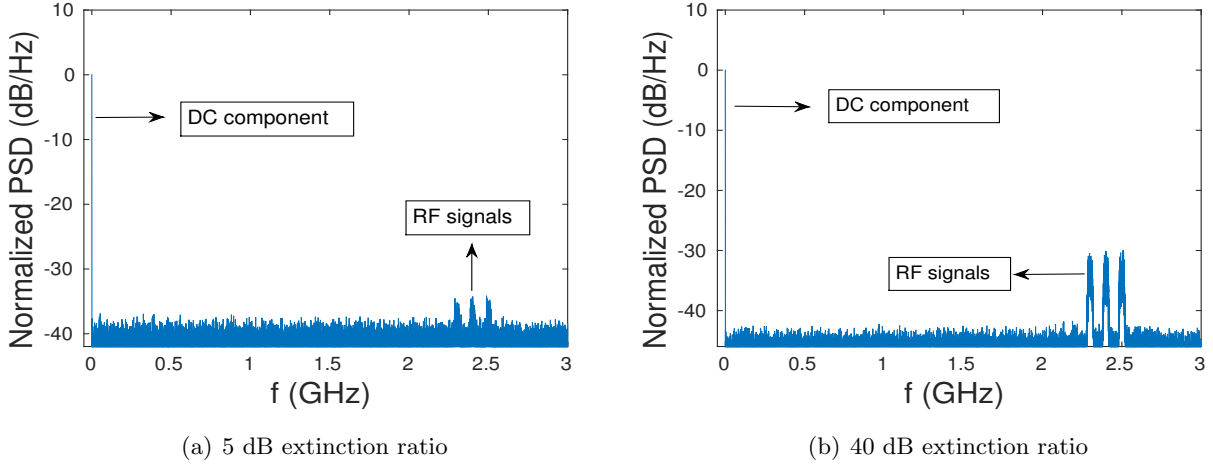 10
0
-10
-20
-30
-40
Normalized PSD (dB/Hz)
DC component
RF signals
0 0.5 1 1.5 2 2.5 3
f (GHz)
(a) 5 dB extinction ratio
10
0
-10
-20
-30
-40
Normalized PSD (dB/Hz)
DC component
RF signals
0 0.5 1 1.5 2 2.5 3
f (GHz)
(b) 40 dB extinction ratio